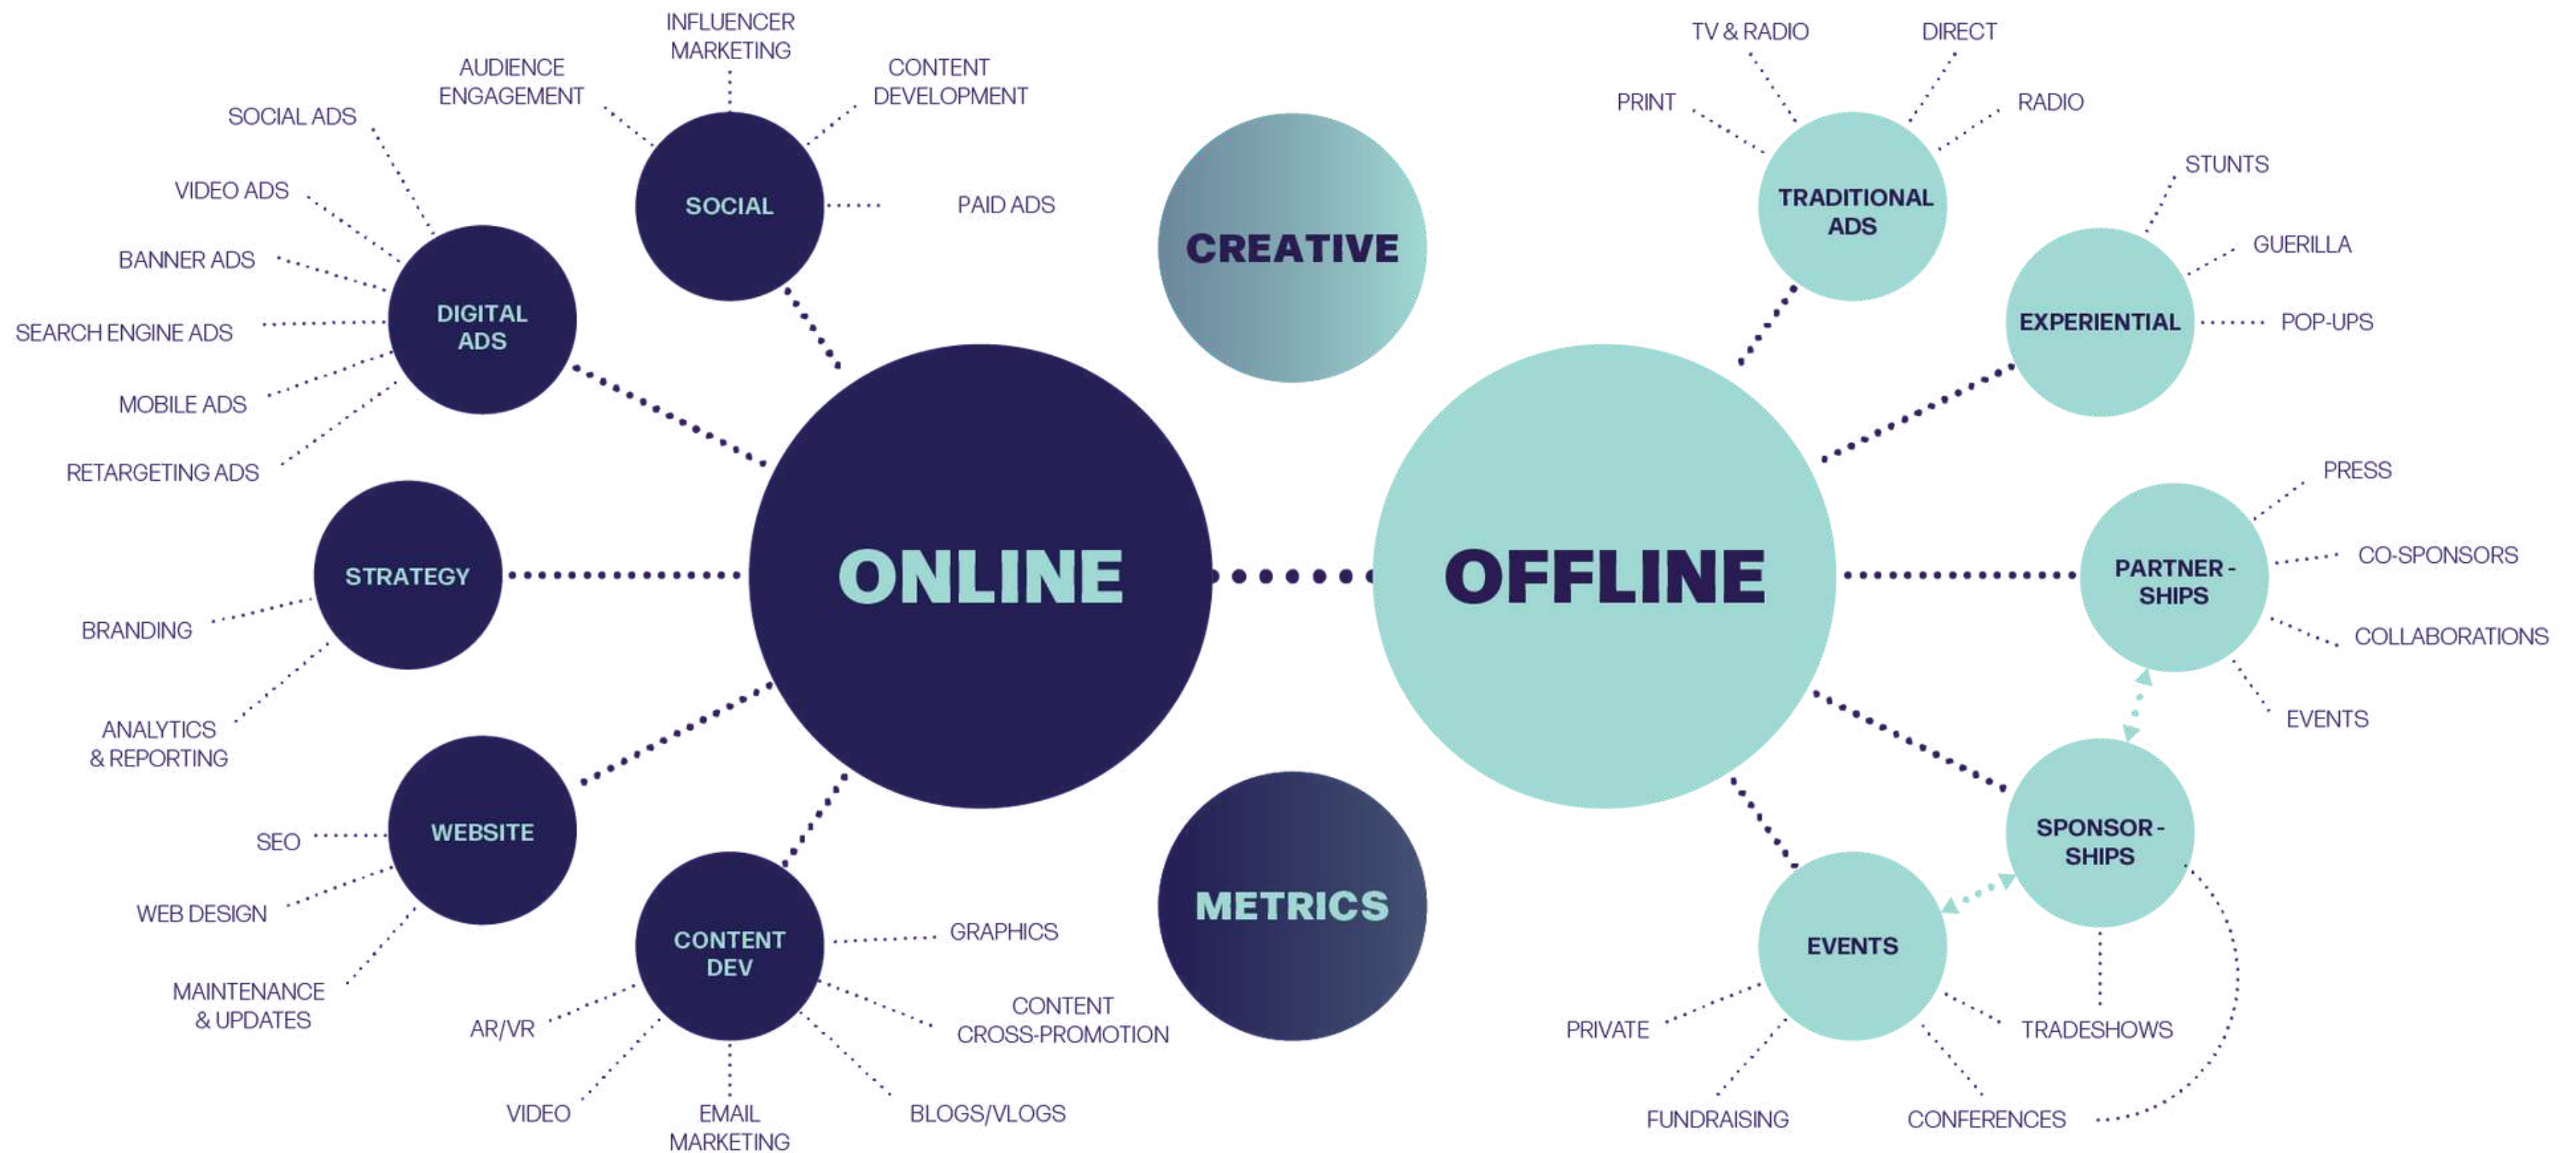 INFLUENCER
MARKETING
AUDIENCE
ENGAGEMENT
CONTENT
DEVELOPMENT
PAID ADS
SOCIAL
SOCIAL ADS
VIDEO ADS
BANNER ADS
SEARCH ENGINE ADS
MOBILE ADS
RETARGETING ADS
DIGITAL
ADS
STRATEGY
BRANDING
ANALYTICS
& REPORTING
WEBSITE
SEO
WEB DESIGN
MAINTENANCE
& UPDATES
CONTENT
DEV
GRAPHICS
CONTENT
CROSS-PROMOTION
BLOGS/VLOGS
EMAIL
MARKETING
VIDEO
AR/VR
ONLINE
CREATIVE
METRICS
OFFLINE
TV & RADIO
DIRECT
PRINT
RADIO
TRADITIONAL
ADS
STUNTS
GUERILLA
POP-UPS
EXPERIENTIAL
PRESS
CO-SPONSORS
COLLABORATIONS
EVENTS
PARTNER-
SHIPS
SPONSOR-
SHIPS
EVENTS
PRIVATE
FUNDRAISING
CONFERENCES
TRADESHOWS